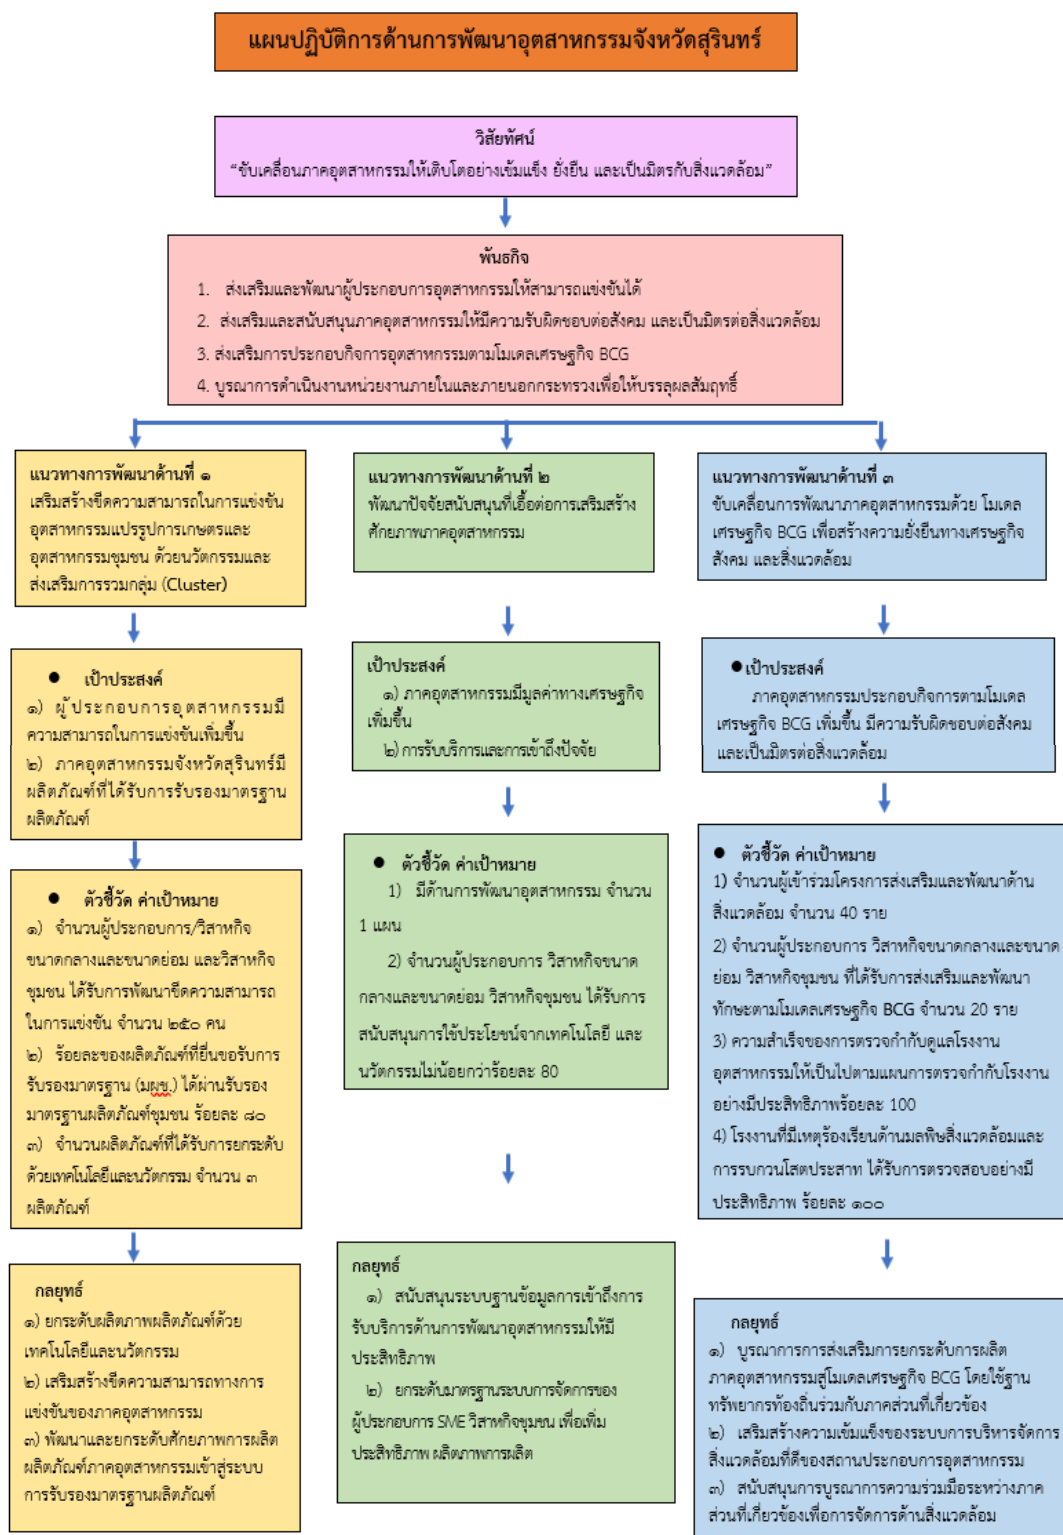 แผนปฏิบัติการด้านการพัฒนาอุตสาหกรรมจังหวัดสุรินทร์
วิสัยทัศน์
“ขับเคลื่อนภาคอุตสาหกรรมให้เติบโตอย่างเข้มแข็ง ยั่งยืน และเป็นมิตรกับสิ่งแวดล้อม”
พันธกิจ
1. ส่งเสริมและพัฒนาผู้ประกอบการอุตสาหกรรมให้สามารถแข่งขันได้
2. ส่งเสริมและสนับสนุนภาคอุตสาหกรรมให้มีความรับผิดชอบต่อสังคม และเป็นมิตรต่อสิ่งแวดล้อม
3. ส่งเสริมการประกอบกิจการอุตสาหกรรมตามโมเดลเศรษฐกิจ BCG
4. บูรณาการดำเนินงานหน่วยงานภายในและภายนอกกระทรวงเพื่อให้บรรลุผลสัมฤทธิ์
แนวทางการพัฒนาด้านที่ ๑
เสริมสร้างขีดความสามารถในการแข่งขัน
อุตสาหกรรมแปรรูปการเกษตรและ
อุตสาหกรรมชุมชน ด้วยนวัตกรรมและ
ส่งเสริมการรวมกลุ่ม (Cluster)
● เป้าประสงค์
๑) ผู้ประกอบการอุตสาหกรรมมี
ความสามารถในการแข่งขันเพิ่มขึ้น
๒) ภาคอุตสาหกรรมจังหวัดสุรินทร์มี
ผลิตภัณฑ์ที่ได้รับการรับรองมาตรฐาน
ผลิตภัณฑ์
● ตัวชี้วัด ค่าเป้าหมาย
๑) จำนวนผู้ประกอบการ/วิสาหกิจ
ขนาดกลางและขนาดย่อม และวิสาหกิจ
ชุมชน ได้รับการพัฒนาขีดความสามารถ
ในการแข่งขัน จำนวน ๒๕๐ คน
๒) ร้อยละของผลิตภัณฑ์ที่ยื่นขอรับการ
รับรองมาตรฐาน (มผช.) ได้ผ่านรับรอง
มาตรฐานผลิตภัณฑ์ชุมชน ร้อยละ ๘๐
๓) จำนวนผลิตภัณฑ์ที่ได้รับการยกระดับ
ด้วยเทคโนโลยีและนวัตกรรม จำนวน ๓
ผลิตภัณฑ์
กลยุทธ์
๑) ยกระดับผลิตภาพผลิตภัณฑ์ด้วย
เทคโนโลยีและนวัตกรรม
๒) เสริมสร้างขีดความสามารถทางการ
แข่งขันของภาคอุตสาหกรรม
๓) พัฒนาและยกระดับศักยภาพการผลิต
ผลิตภัณฑ์ภาคอุตสาหกรรมเข้าสู่ระบบ
การรับรองมาตรฐานผลิตภัณฑ์
แนวทางการพัฒนาด้านที่ ๒
พัฒนาปัจจัยสนับสนุนที่เอื้อต่อการเสริมสร้าง
ศักยภาพภาคอุตสาหกรรม
เป้าประสงค์
๑) ภาคอุตสาหกรรมมีมูลค่าทางเศรษฐกิจ
เพิ่มขึ้น
๒) การรับบริการและการเข้าถึงปัจจัย
● ตัวชี้วัด ค่าเป้าหมาย
1) มีด้านการพัฒนาอุตสาหกรรม จำนวน
1 แผน
2) จำนวนผู้ประกอบการ วิสาหกิจขนาด
กลางและขนาดย่อม วิสาหกิจชุมชน ได้รับการ
สนับสนุนการใช้ประโยชน์จากเทคโนโลยี และ
นวัตกรรมไม่น้อยกว่าร้อยละ 80
กลยุทธ์
๑) สนับสนุนระบบฐานข้อมูลการเข้าถึงการ
รับบริการด้านการพัฒนาอุตสาหกรรมให้มี
ประสิทธิภาพ
๒) ยกระดับมาตรฐานระบบการจัดการของ
ผู้ประกอบการ SME วิสาหกิจชุมชน เพื่อเพิ่ม
ประสิทธิภาพ ผลิตภาพการผลิต
แนวทางการพัฒนาด้านที่ ๓
ขับเคลื่อนการพัฒนาภาคอุตสาหกรรมด้วย โมเดล
เศรษฐกิจ BCG เพื่อสร้างความยั่งยืนทางเศรษฐกิจ
สังคม และสิ่งแวดล้อม
● เป้าประสงค์
ภาคอุตสาหกรรมประกอบกิจการตามโมเดล
เศรษฐกิจ BCG เพิ่มขึ้น มีความรับผิดชอบต่อสังคม
และเป็นมิตรต่อสิ่งแวดล้อม
● ตัวชี้วัด ค่าเป้าหมาย
1) จำนวนผู้เข้าร่วมโครงการส่งเสริมและพัฒนาด้าน
สิ่งแวดล้อม จำนวน 40 ราย
2) จำนวนผู้ประกอบการ วิสาหกิจขนาดกลางและขนาด
ย่อม วิสาหกิจชุมชน ที่ได้รับการส่งเสริมและพัฒนา
ทักษะตามโมเดลเศรษฐกิจ BCG จำนวน 20 ราย
3) ความสำเร็จของการตรวจกำกับดูแลโรงงาน
อุตสาหกรรมให้เป็นไปตามแผนการตรวจกำกับโรงงาน
อย่างมีประสิทธิภาพร้อยละ 100
4) โรงงานที่มีเหตุร้องเรียนด้านมลพิษสิ่งแวดล้อมและ
การรบกวนโสตประสาท ได้รับการตรวจสอบอย่างมี
ประสิทธิภาพ ร้อยละ ๑๐๐
กลยุทธ์
๑) บูรณาการการส่งเสริมการยกระดับการผลิต
ภาคอุตสาหกรรมสู่โมเดลเศรษฐกิจ BCG โดยใช้ฐาน
ทรัพยากรท้องถิ่นร่วมกับภาคส่วนที่เกี่ยวข้อง
๒) เสริมสร้างความเข้มแข็งของระบบการบริหารจัดการ
สิ่งแวดล้อมที่ดีของสถานประกอบการอุตสาหกรรม
๓) สนับสนุนการบูรณาการความร่วมมือระหว่างภาค
ส่วนที่เกี่ยวข้องเพื่อการจัดการด้านสิ่งแวดล้อม